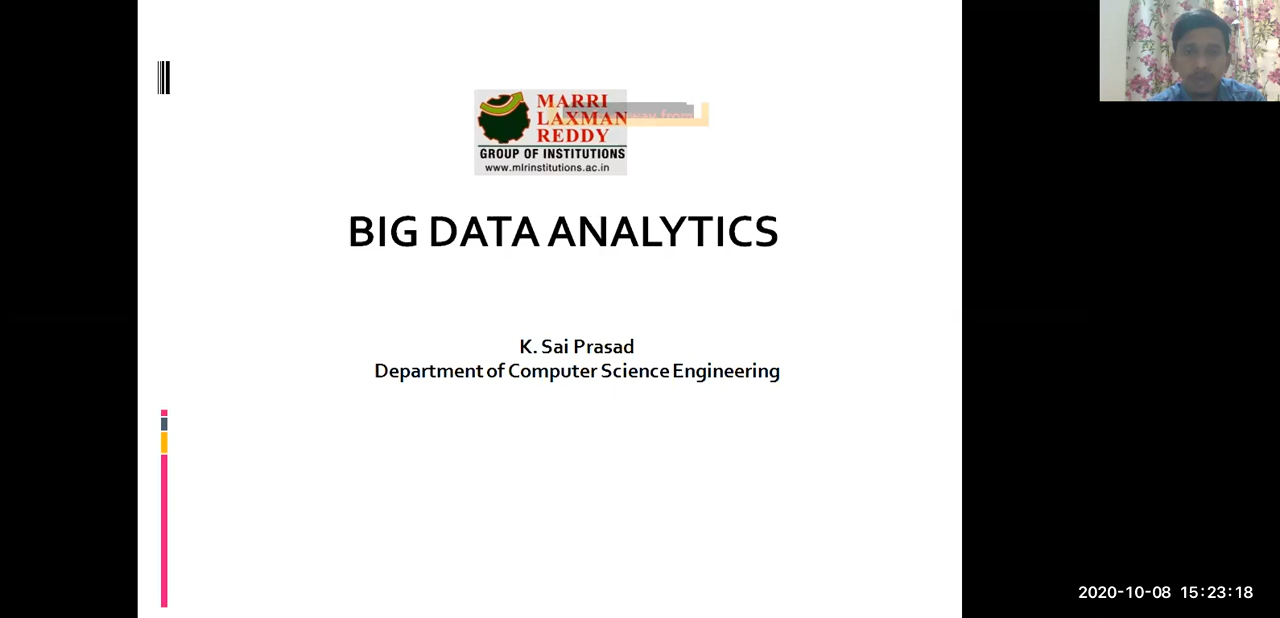 MARRI
LAXMAN
REDDY
GROUP OF INSTITUTIONS
www.mlrinstitutions.ac.in
BIG DATA ANALYTICS
K. Sai Prasad
Department of Computer Science Engineering
2020-10-08 15:23:18